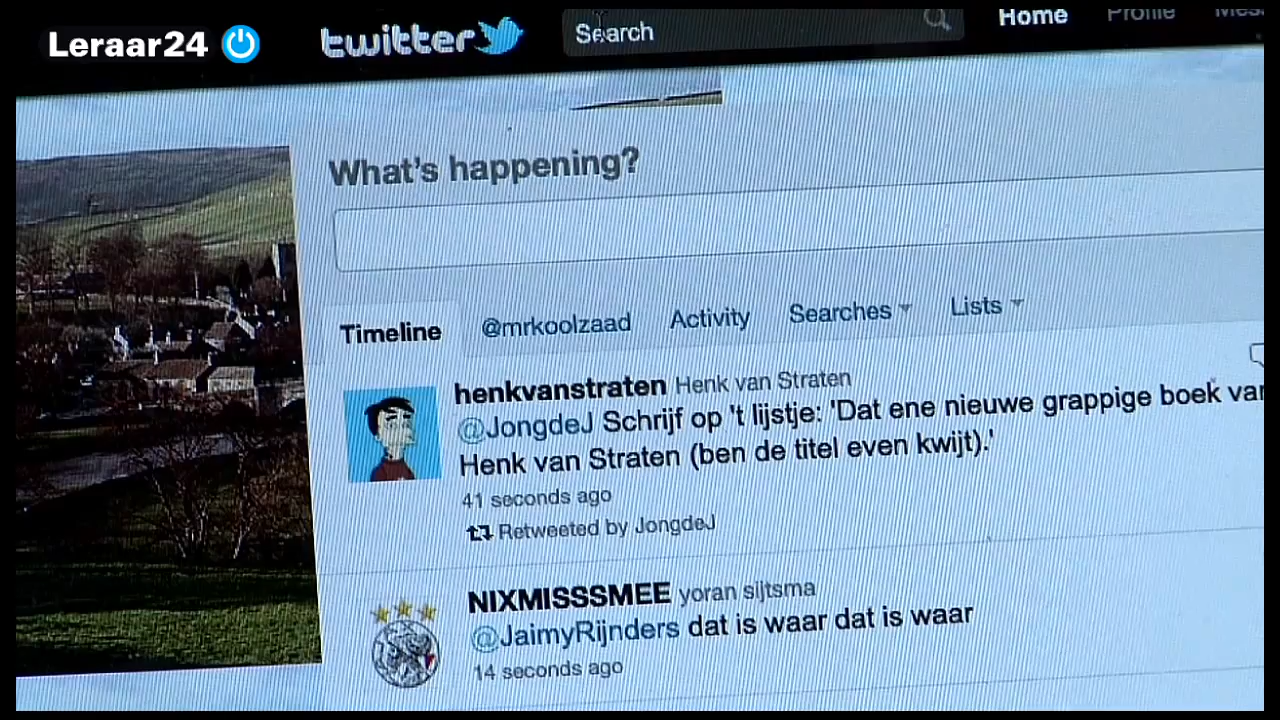 Leraar24
twitter
Search
Home
Profile
What's happening?
Timeline
@mrkoolzaad
Activity
Searches
Lists
henkvanstraten Henk van Straten
@JongdeJ Schrijf op 't lijstje: 'Dat ene nieuwe grappige boek van
Henk van Straten (ben de titel even kwijt).'
41 seconds ago
Retweeted by JongdeJ
NIXMISSSMEE yoran sijtsma
@JaimyRijnders dat is waar dat is waar
14 seconds ago